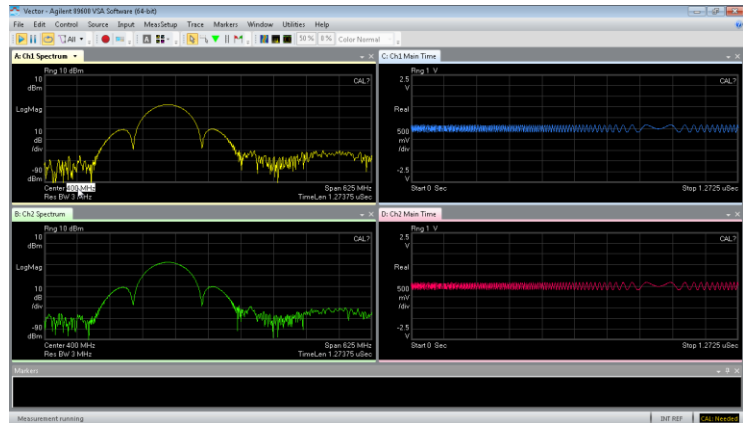 Vector - Agilent 89600 VSA Software (64-bit)
File Edit Control Source Input MeasSetup Trace Markers Window Utilities Help
All 50% 8% Color Normal
A: Ch1 Spectrum
Rng 10 dBm
10
dBm
CAL?
LogMag
10
dB
/div
-90
dBm
Center 400 MHz
Span 625 MHz
Res BW 3 MHz
TimeLen 1.27375 uSec
C: Ch1 Main Time
Rng 1 V
2.5
V
CAL?
Real
500
mV
/div
-2.5
V
Start 0 Sec
Stop 1.2725 uSec
B: Ch2 Spectrum
Rng 10 dBm
10
dBm
CAL?
LogMag
10
dB
/div
-90
dBm
Center 400 MHz
Span 625 MHz
Res BW 3 MHz
TimeLen 1.27375 uSec
D: Ch2 Main Time
Rng 1 V
2.5
V
CAL?
Real
500
mV
/div
-2.5
V
Start 0 Sec
Stop 1.2725 uSec
Markers
Measurement running
INT REF
CAL: Needed